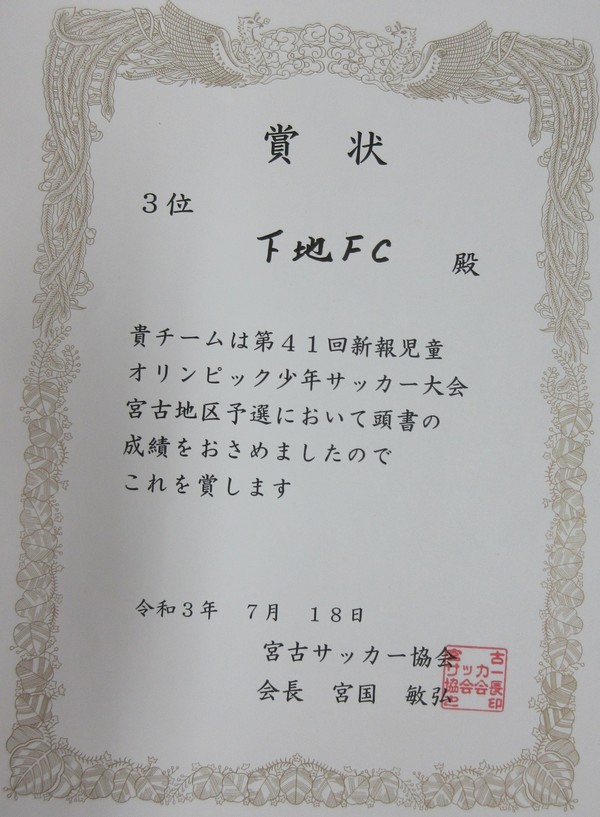 賞状
３位
下地FC 殿
貴チームは第４１回新報児童
オリンピック少年サッカー大会
宮古地区予選において頭書の
成績をおさめましたので
これを賞します
令和３年 ７月 １８日
宮古サッカー協会
会長 宮国 敏弘